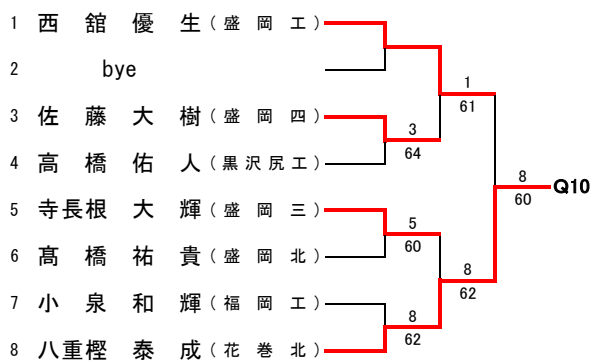 1 西舘優生(盛岡工)
2 bye
3 佐藤大樹(盛岡四)
4 高橋佑人(黒沢尻工)
5 寺長根大輝(盛岡三)
6 髙橋祐貴(盛岡北)
7 小泉和輝(福岡工)
8 八重樫泰成(花巻北)
3
64
5
60
8
62
1
61
8
62
8
60
Q10